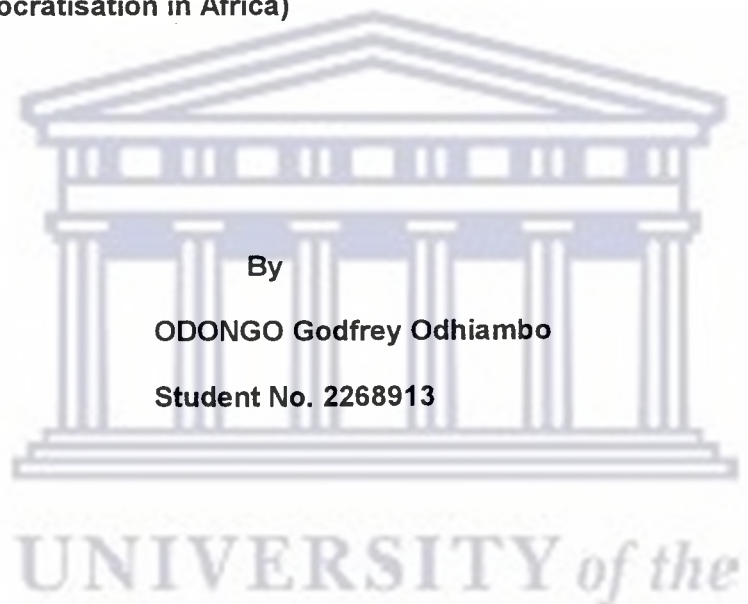 ocratisation in Africa)
By
ODONGO Godfrey Odhiambo
Student No. 2268913
UNIVERSITY of the